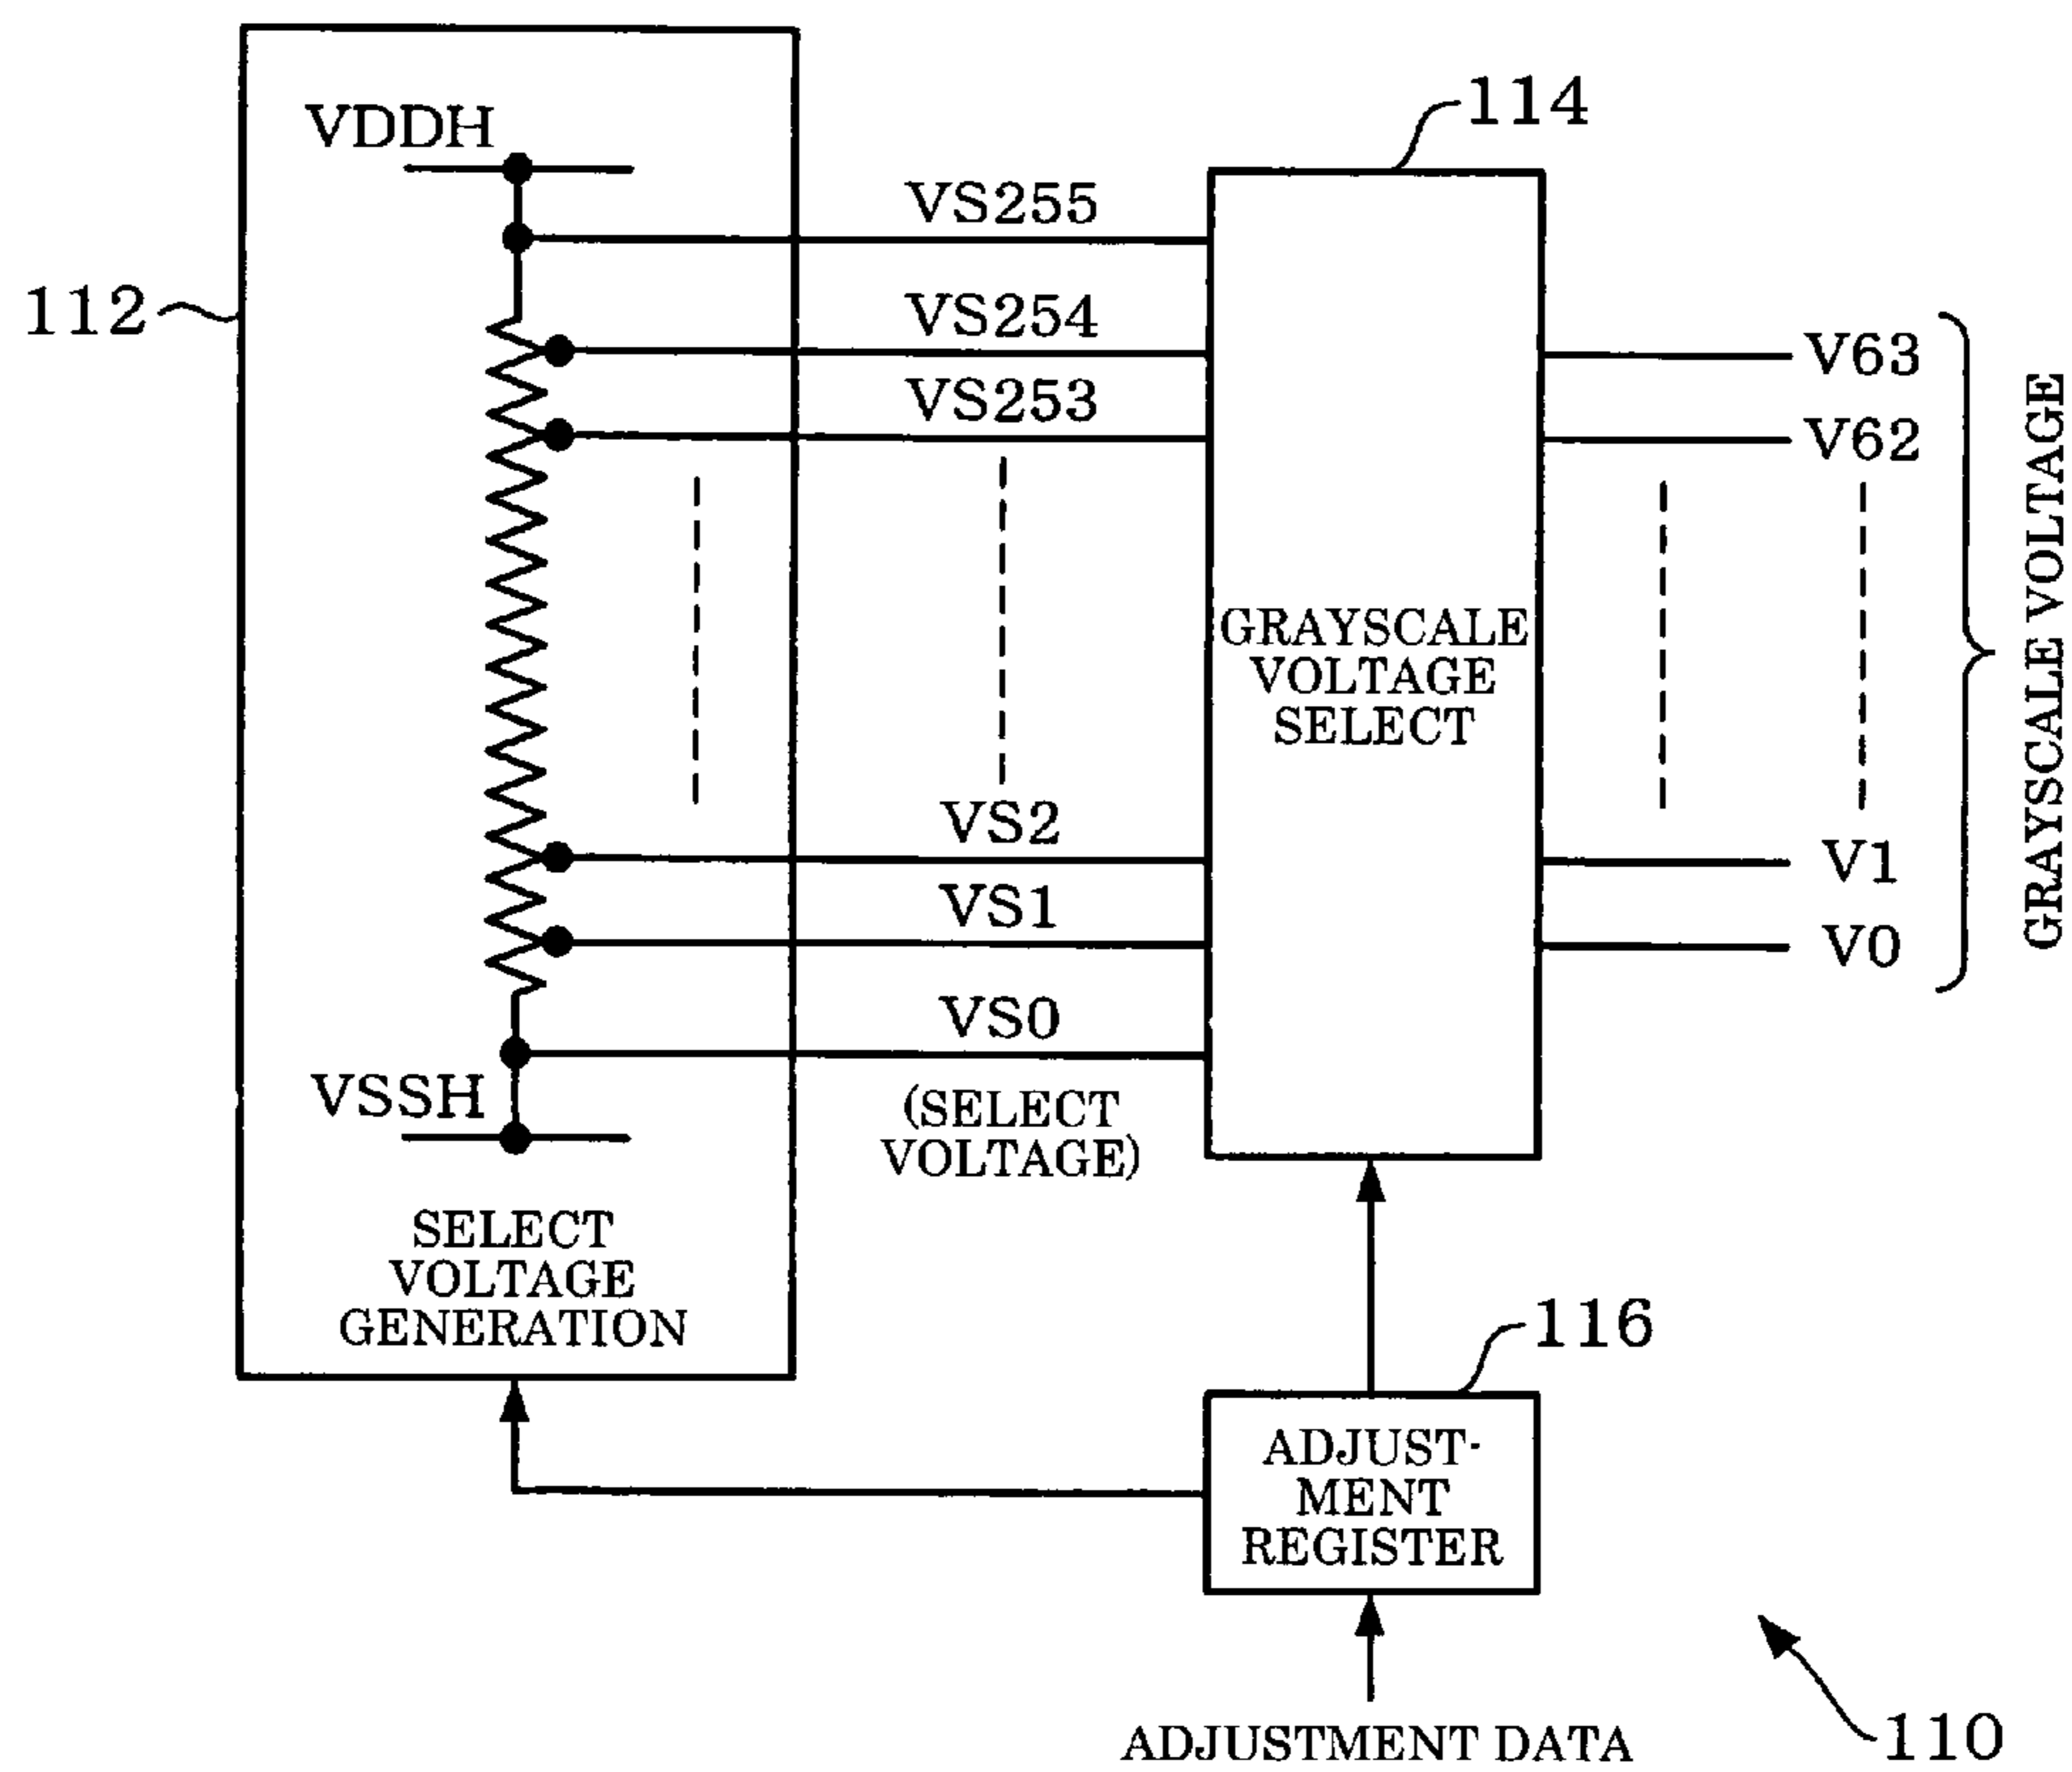 114
VDDH
VS255
112
VS254
VS253
V63
V62
GRAYSCALE VOLTAGE
GRAYSCALE
VOLTAGE
SELECT
VS2
VS1
V1
V0
VS0
VSSH
(SELECT
VOLTAGE)
SELECT
VOLTAGE
GENERATION
116
ADJUST-
MENT
REGISTER
ADJUSTMENT DATA
110